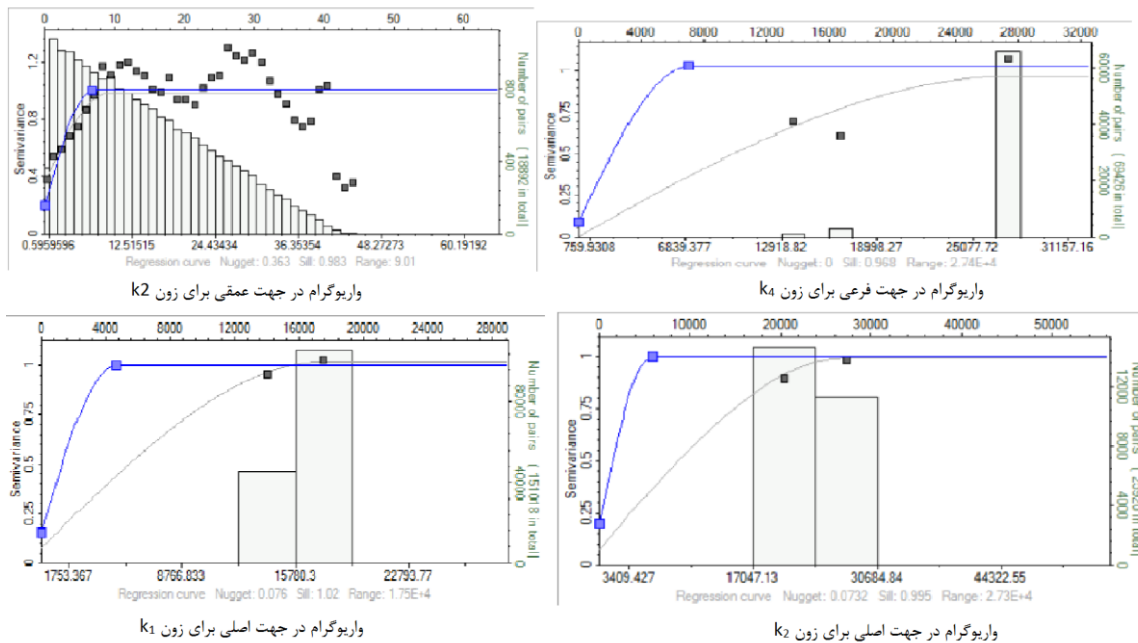 0 10 20 30 40 50 60
1.2
0.8
0.4
0
Semivariance
800
400
0
Number of pairs (18892 in total)
0.5959596 12.51515 24.43434 36.35354 48.27273 60.19192
Regression curve Nugget: 0.363 Sill: 0.983 Range: 9.01
واریوگرام در جهت عمقی برای زون k2
0 4000 8000 12000 16000 20000 24000 28000 32000
1
0.75
0.5
0.25
0
Semivariance
60000
40000
20000
0
Number of pairs (69426 in total)
759.9308 6839.377 12918.82 18998.27 25077.72 31157.16
Regression curve Nugget: 0 Sill: 0.968 Range: 2.74E+4
واریوگرام در جهت فرعی برای زون k4
0 4000 8000 12000 16000 20000 24000 28000
1
0.75
0.5
0.25
0
Semivariance
80000
40000
0
Number of pairs (151018 in total)
1753.367 8766.833 15780.3 22793.77
Regression curve Nugget: 0.076 Sill: 1.02 Range: 1.75E+4
واریوگرام در جهت اصلی برای زون k1
0 10000 20000 30000 40000 50000
1
0.75
0.5
0.25
0
Semivariance
12000
8000
4000
0
Number of pairs in total)
3409.427 17047.13 30684.84 44322.55
Regression curve Nugget: 0.0732 Sill: 0.995 Range: 2.73E+4
واریوگرام در جهت اصلی برای زون k2